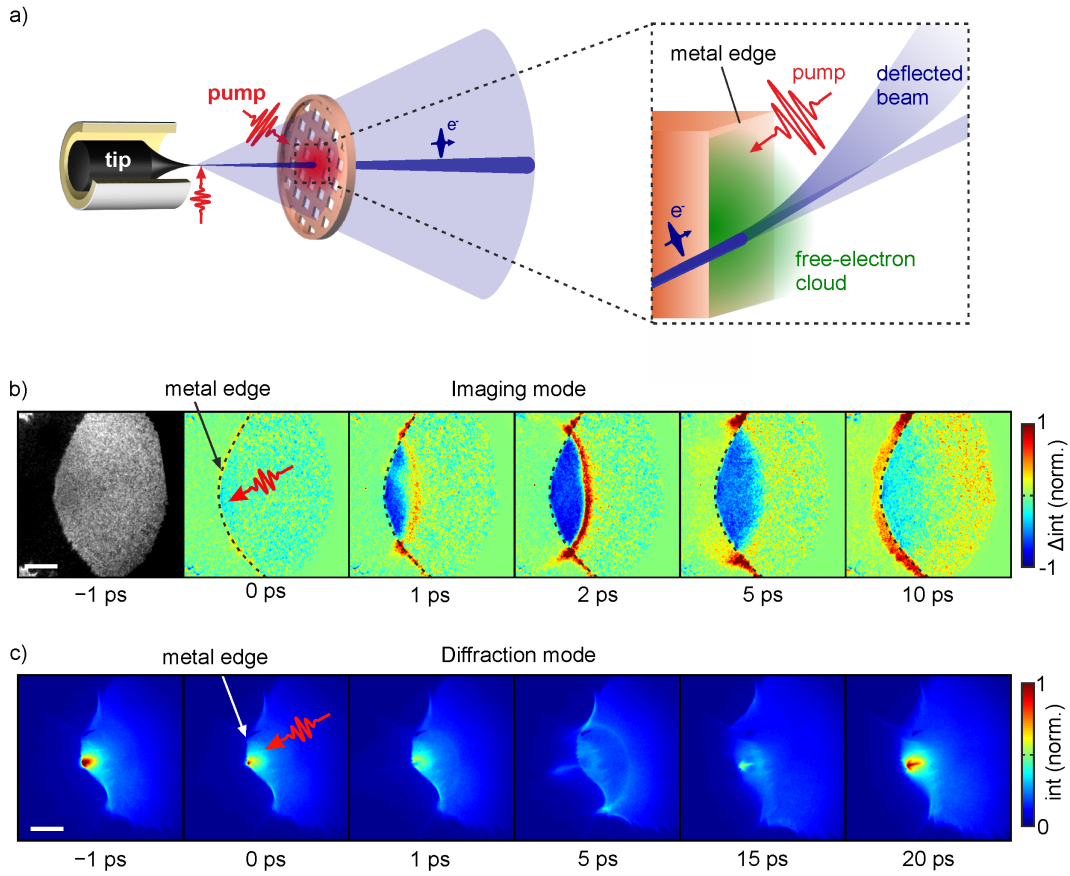 a)
pump
tip
e-
metal edge
pump
deflected
beam
e-
free-electron
cloud
b)
metal edge
Imaging mode
1
Δint (norm.)
-1
−1 ps
0 ps
1 ps
2 ps
5 ps
10 ps
c)
metal edge
Diffraction mode
1
int (norm.)
0
−1 ps
0 ps
1 ps
5 ps
15 ps
20 ps